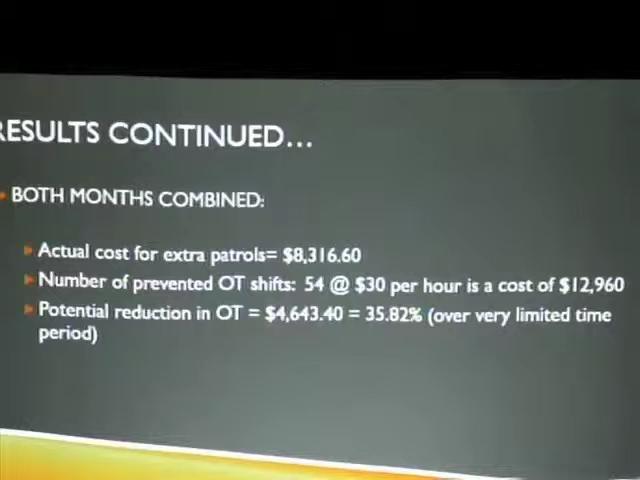 RESULTS CONTINUED...
BOTH MONTHS COMBINED:
Actual cost for extra patrols= $8,316.60
Number of prevented OT shifts: 54 @ $30 per hour is a cost of $12,960
Potential reduction in OT = $4,643.40 = 35.82% (over very limited time
period)